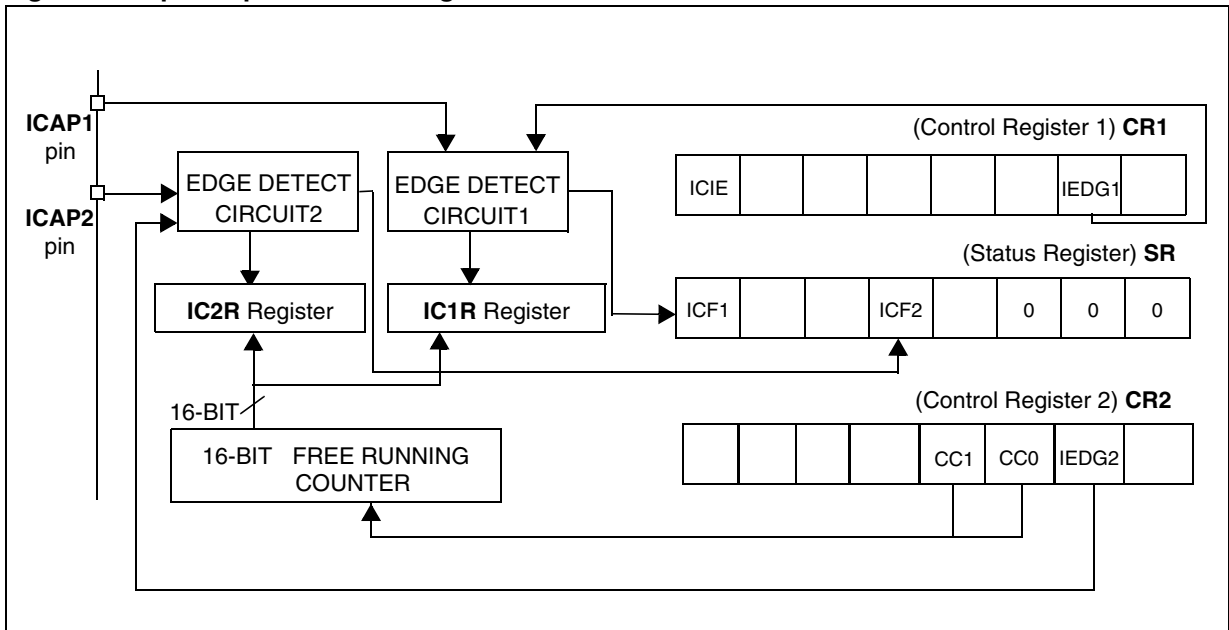 ICAP1
pin
ICAP2
pin
EDGE DETECT
CIRCUIT2
EDGE DETECT
CIRCUIT1
(Control Register 1) CR1
ICIE
IEDG1
IC2R Register
IC1R Register
(Status Register) SR
ICF1
ICF2
0
0
0
16-BIT
16-BIT FREE RUNNING
COUNTER
(Control Register 2) CR2
CC1
CC0
IEDG2